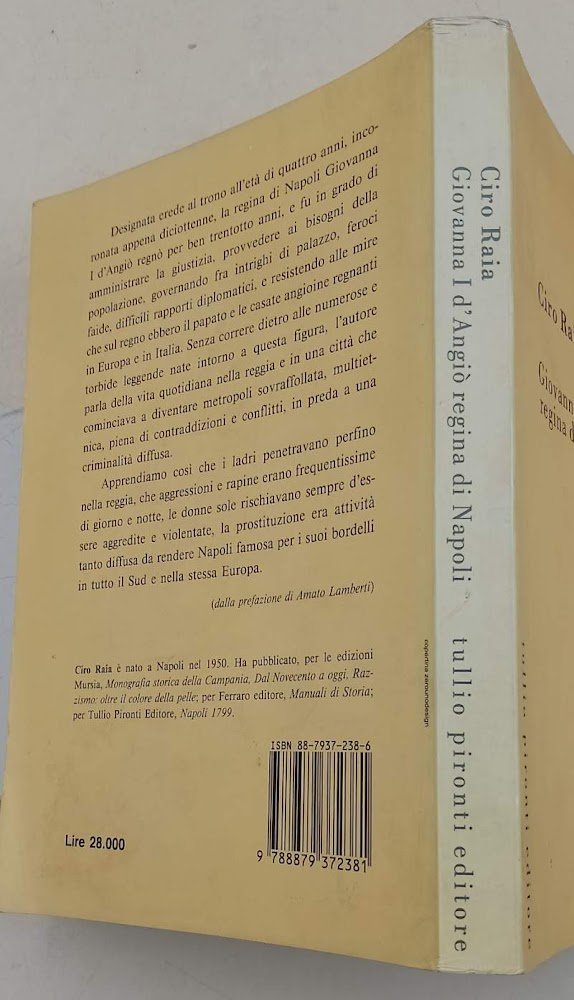 Designata erede al trono all'età di quattro anni, inco-
ronata appena diciottenne, la regina di Napoli Giovanna
I d'Angiò regnò per ben trentotto anni, e fu in grado di
amministrare la giustizia, provvedere ai bisogni della
popolazione, governando fra intrighi di palazzo, feroci
faide, difficili rapporti diplomatici, e resistendo alle mire
che sul regno ebbero il papato e le casate angioine regnanti
in Europa e in Italia. Senza correre dietro alle numerose e
torbide leggende nate intorno a questa figura, l'autore
parla della vita quotidiana nella reggia e in una città che
cominciava a diventare metropoli sovraffollata, multiet-
nica, piena di contraddizioni e conflitti, in preda a una
criminalità diffusa.
Apprendiamo così che i ladri penetravano perfino
nella reggia, che aggressioni e rapine erano frequentissime
di giorno e notte, le donne sole rischiavano sempre d'es-
sere aggredite e violentate, la prostituzione era attività
tanto diffusa da rendere Napoli famosa per i suoi bordelli
in tutto il Sud e nella stessa Europa.
(dalla prefazione di Amato Lamberti)
Ciro Raia è nato a Napoli nel 1950. Ha pubblicato, per le edizioni
Mursia, Monografia storica della Campania, Dal Novecento a oggi, Raz-
zismo: oltre il colore della pelle; per Ferraro editore, Manuali di Storia;
per Tullio Pironti Editore, Napoli 1799.
copertina zerounodesign
ISBN 88-7937-238-6
9 788879 372381
Lire 28.000
Ciro Raia
Giovanna I d'Angiò regina di Napoli
tullio pironti editore
Ciro Ra
Giovann
regina d
tullio pironti editore